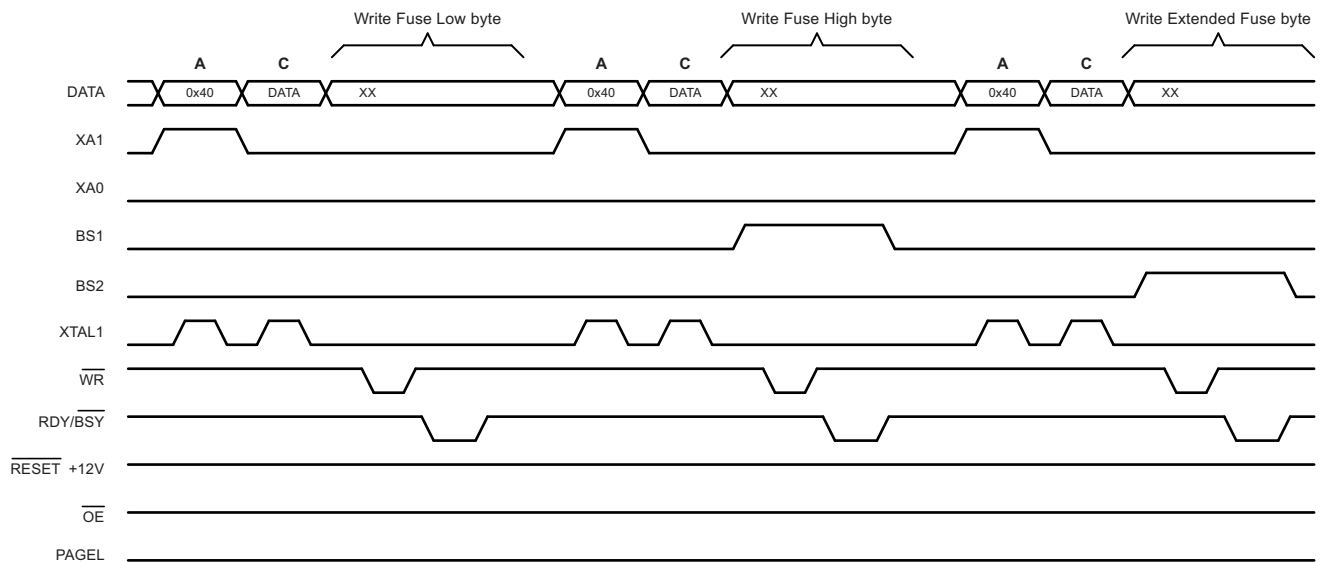 Write Fuse Low byte Write Fuse High byte Write Extended Fuse byte
A C A C A C
DATA 0x40 DATA XX 0x40 DATA XX 0x40 DATA XX
XA1
XA0
BS1
BS2
XTAL1
WR
RDY/BSY
RESET +12V
OE
PAGEL